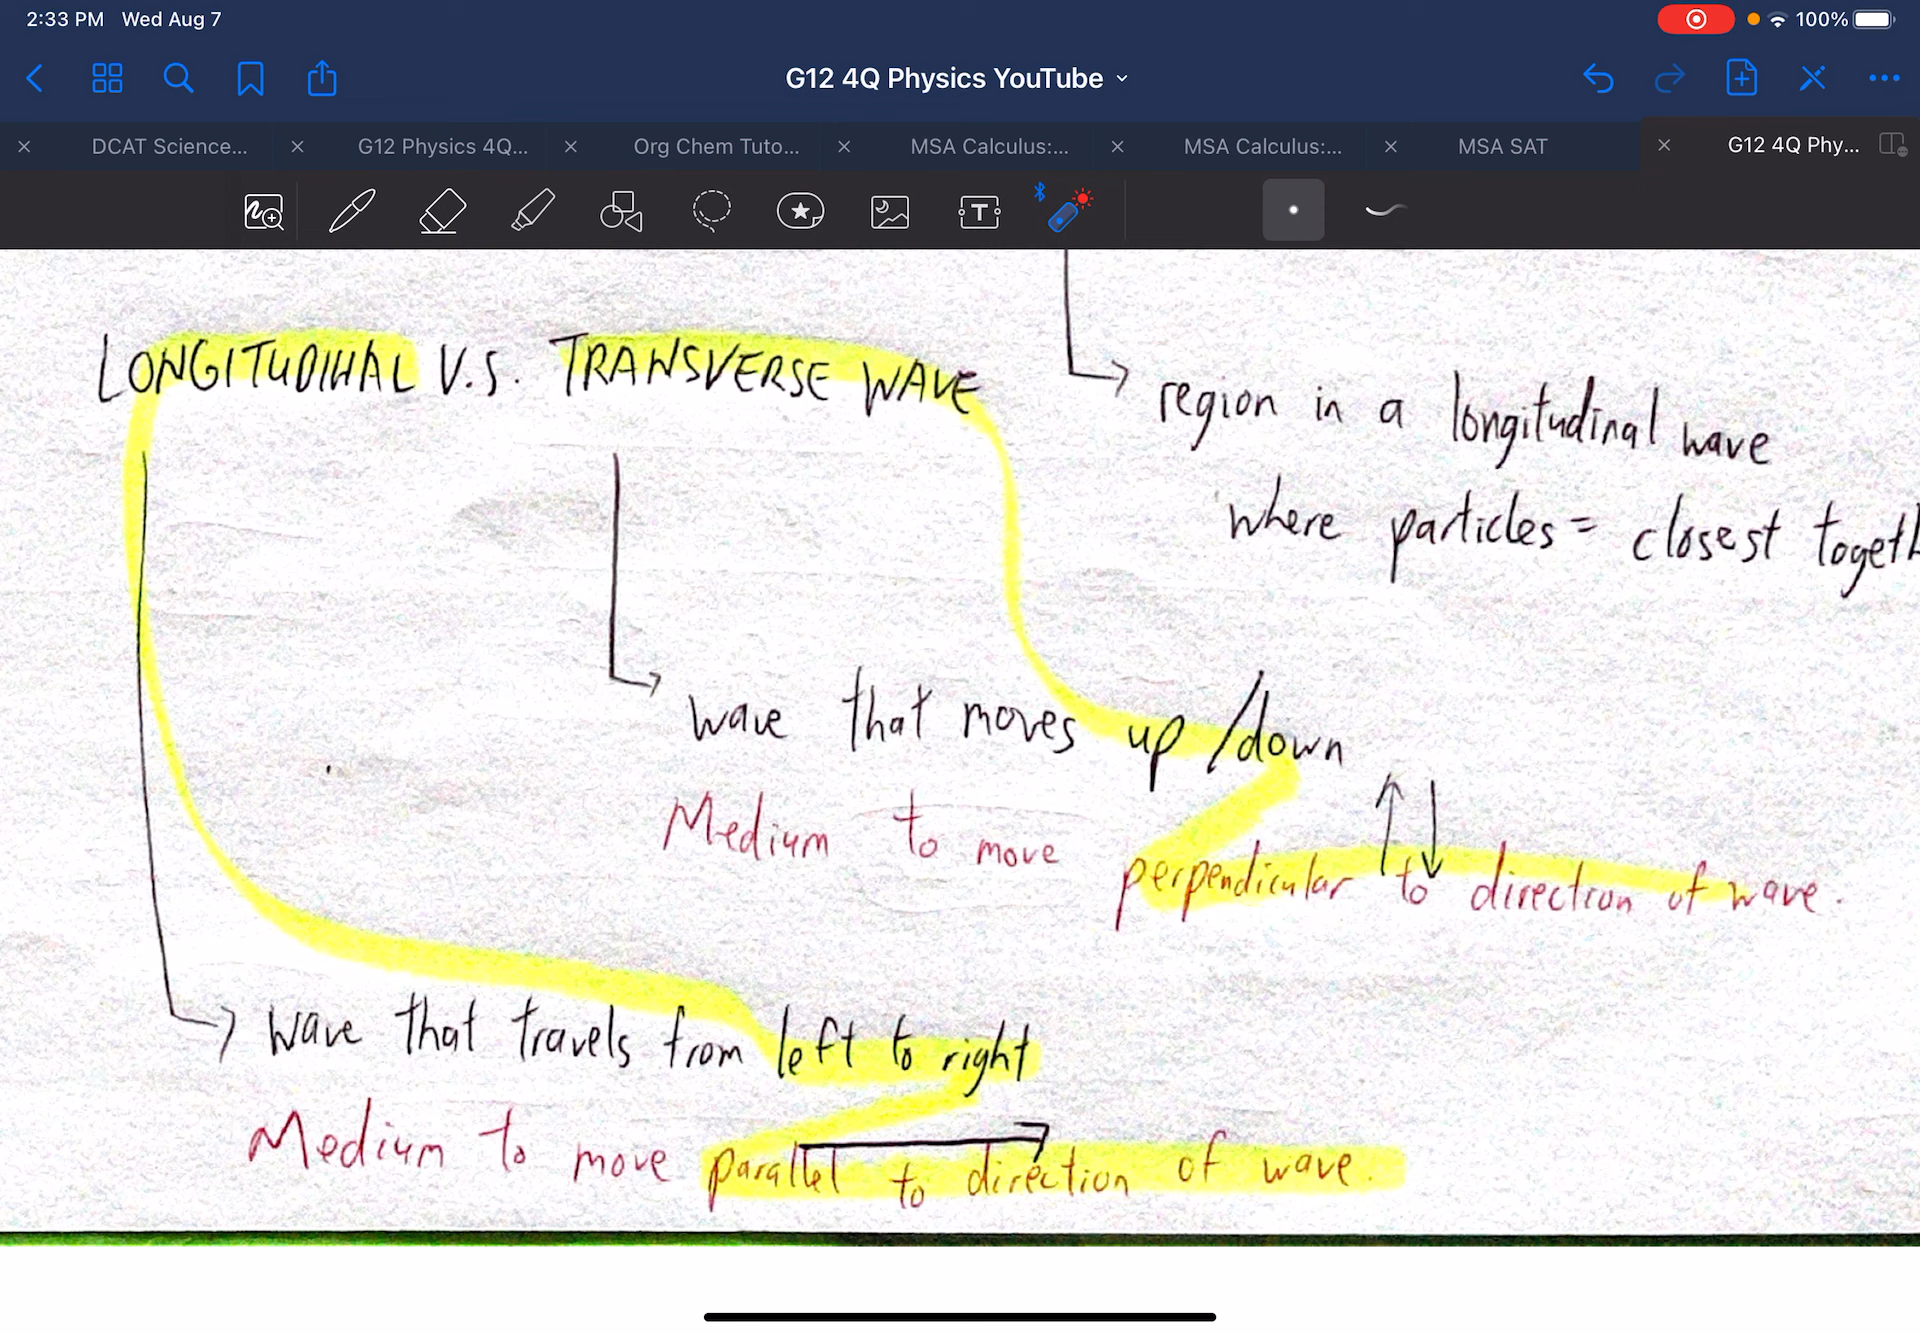 2:33 PM Wed Aug 7
100%
G12 4Q Physics YouTube
DCAT Science...
G12 Physics 4Q...
Org Chem Tuto...
MSA Calculus:...
MSA Calculus:...
MSA SAT
G12 4Q Phy...
T
LONGITUDINAL V.S. TRANSVERSE WAVE
region in a longitudinal wave
where particles = closest togeth
wave that moves up/down
Medium to move perpendicular to direction of wave.
wave that travels from left to right
Medium to move parallel to direction of wave.